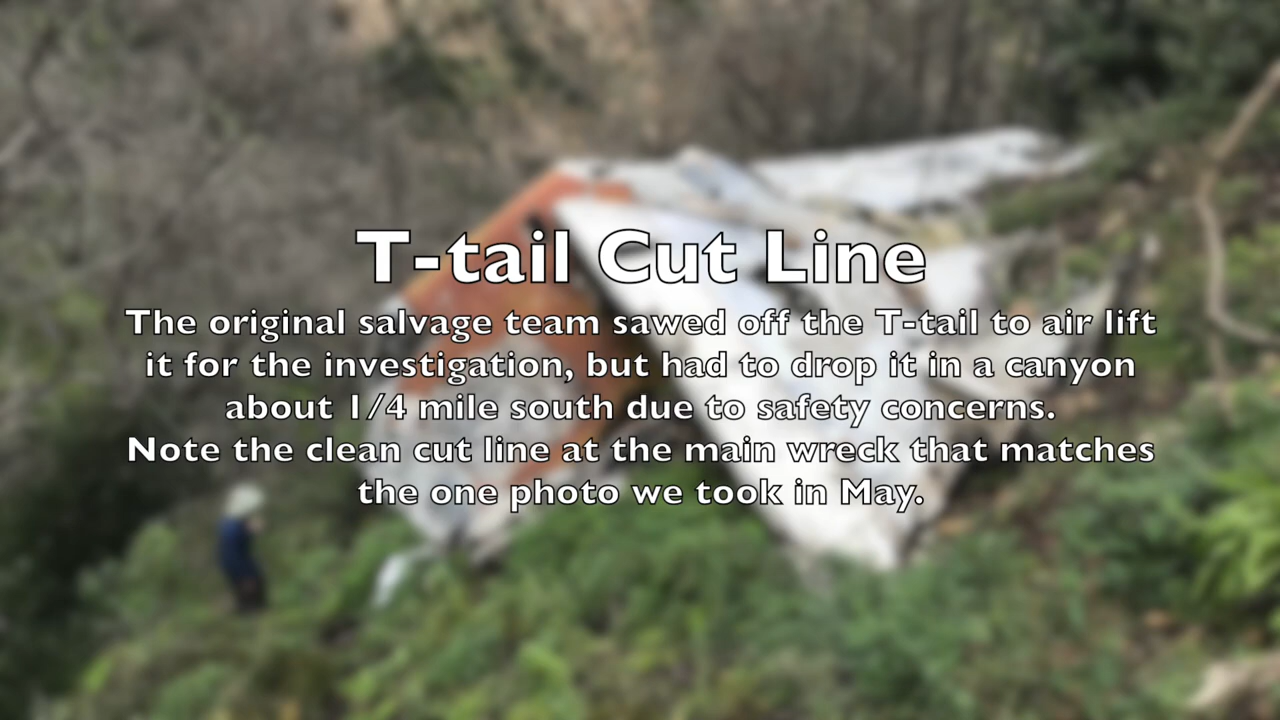 T-tail Cut Line
The original salvage team sawed off the T-tail to air lift
it for the investigation, but had to drop it in a canyon
about 1/4 mile south due to safety concerns.
Note the clean cut line at the main wreck that matches
the one photo we took in May.